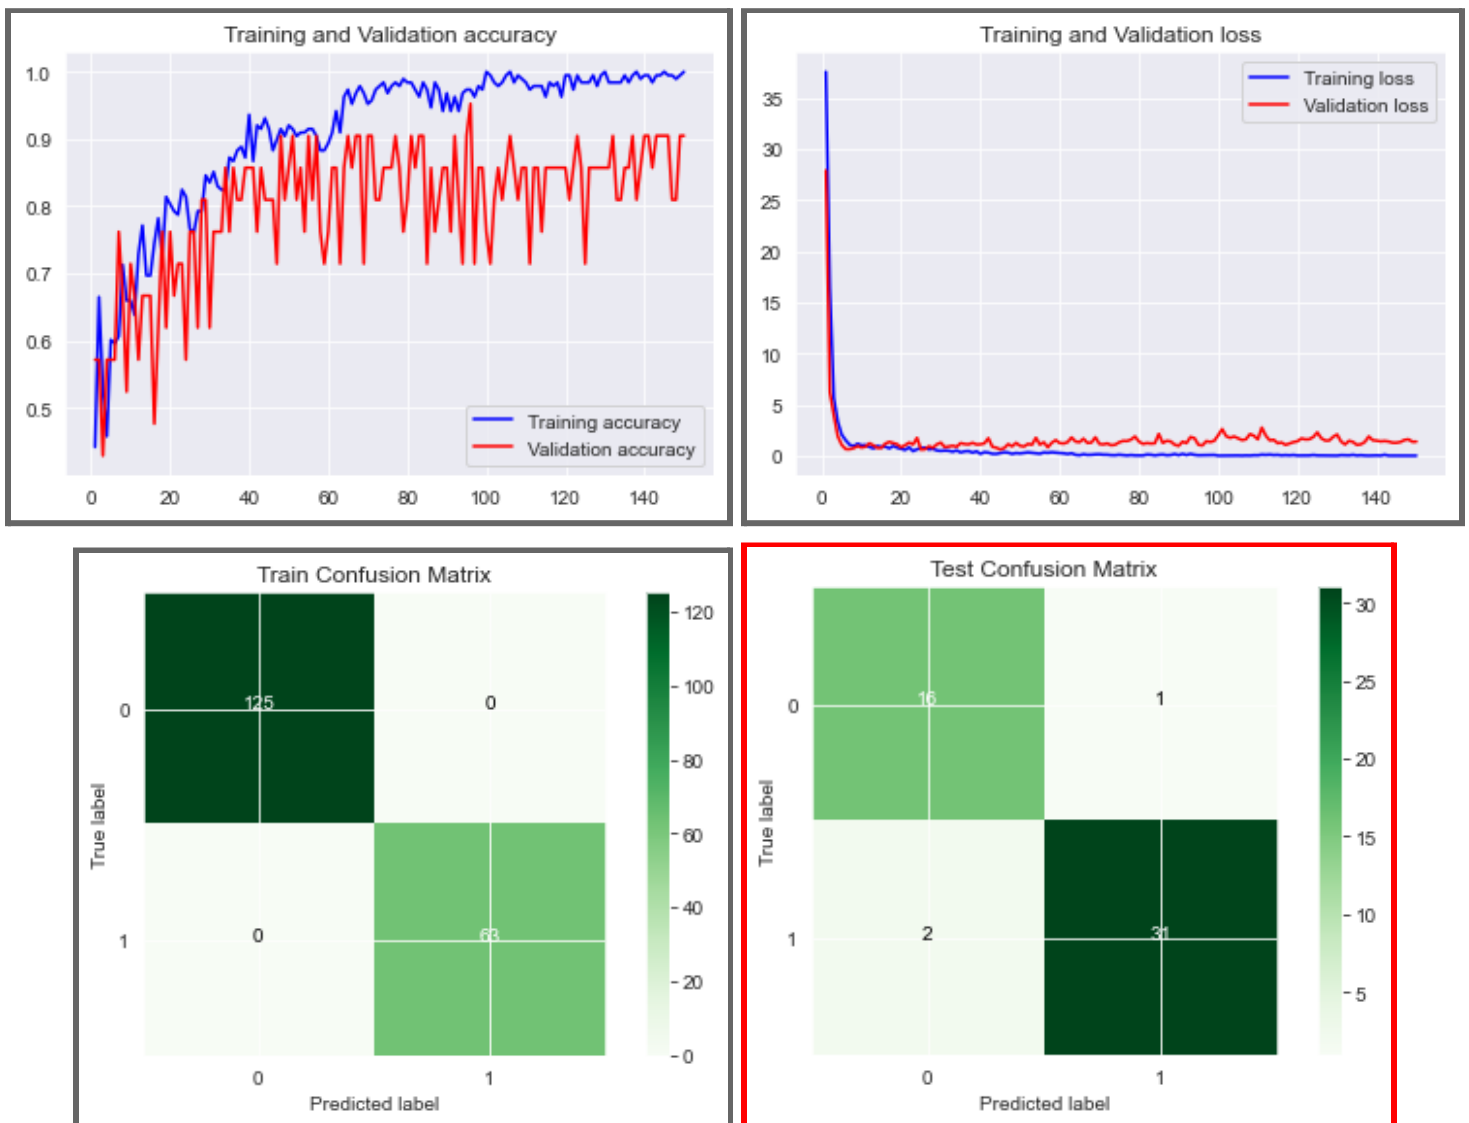 Training and Validation accuracy
1.0
0.9
0.8
0.7
0.6
0.5
Training accuracy
Validation accuracy
0 20 40 60 80 100 120 140
Training and Validation loss
Training loss
Validation loss
35
30
25
20
15
10
5
0
0 20 40 60 80 100 120 140
Train Confusion Matrix
True label
0
1
125 0
0 63
0 1
Predicted label
120
100
80
60
40
20
0
Test Confusion Matrix
True label
0
1
16 1
2 31
0 1
Predicted label
30
25
20
15
10
5